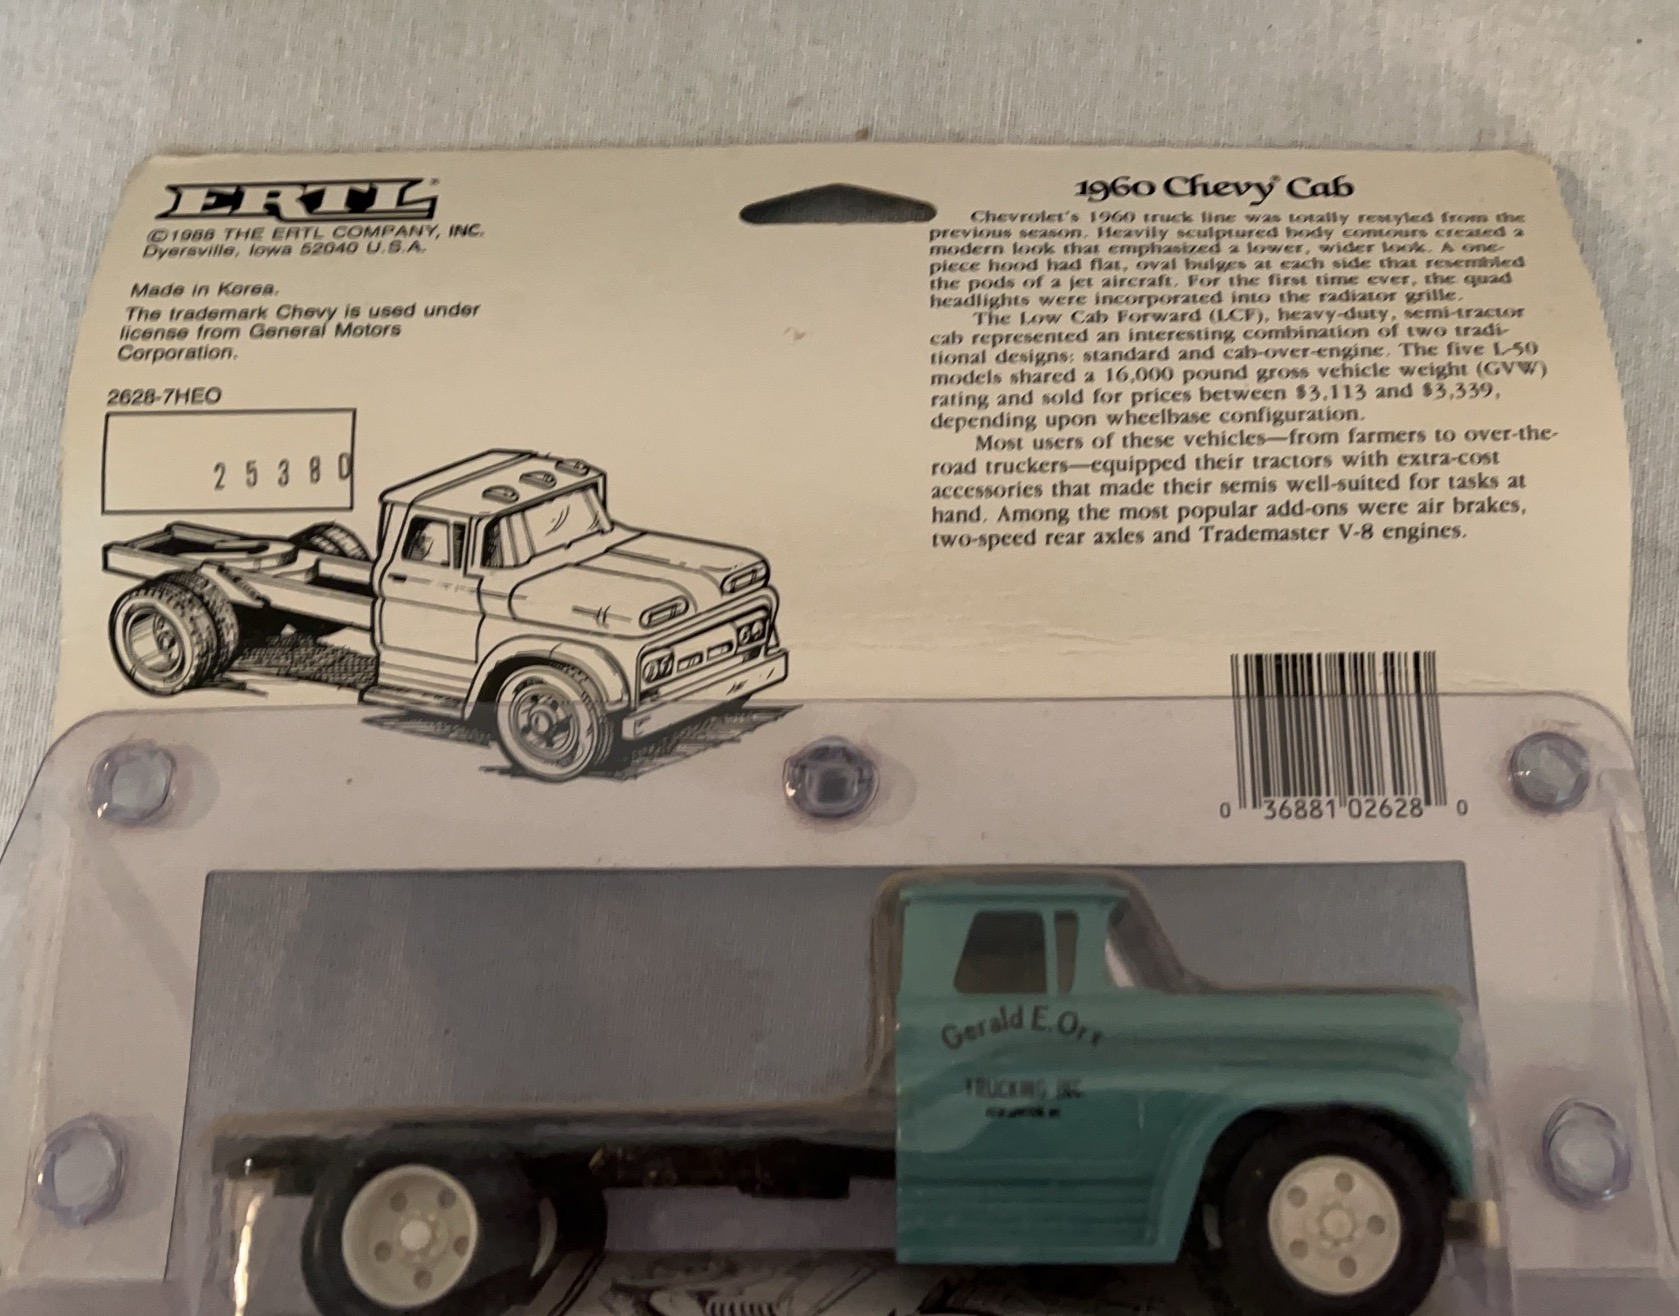 ERTL®
©1988 THE ERTL COMPANY, INC.
Dyersville, Iowa 52040 U.S.A.
Made in Korea.
The trademark Chevy is used under
license from General Motors
Corporation.
2628-7HEO
25380
1960 Chevy® Cab
Chevrolet's 1960 truck line was totally restyled from the
previous season. Heavily sculptured body contours created a
modern look that emphasized a lower, wider look. A one-
piece hood had flat, oval bulges at each side that resembled
the pods of a jet aircraft. For the first time ever, the quad
headlights were incorporated into the radiator grille.
The Low Cab Forward (LCF), heavy-duty, semi-tractor
cab represented an interesting combination of two tradi-
tional designs: standard and cab-over-engine. The five L-50
models shared a 16,000 pound gross vehicle weight (GVW)
rating and sold for prices between $3,113 and $3,339,
depending upon wheelbase configuration.
Most users of these vehicles—from farmers to over-the-
road truckers—equipped their tractors with extra-cost
accessories that made their semis well-suited for tasks at
hand. Among the most popular add-ons were air brakes,
two-speed rear axles and Trademaster V-8 engines.
0 36881 02628 0
Gerald E. Orr
TRUCKING INC